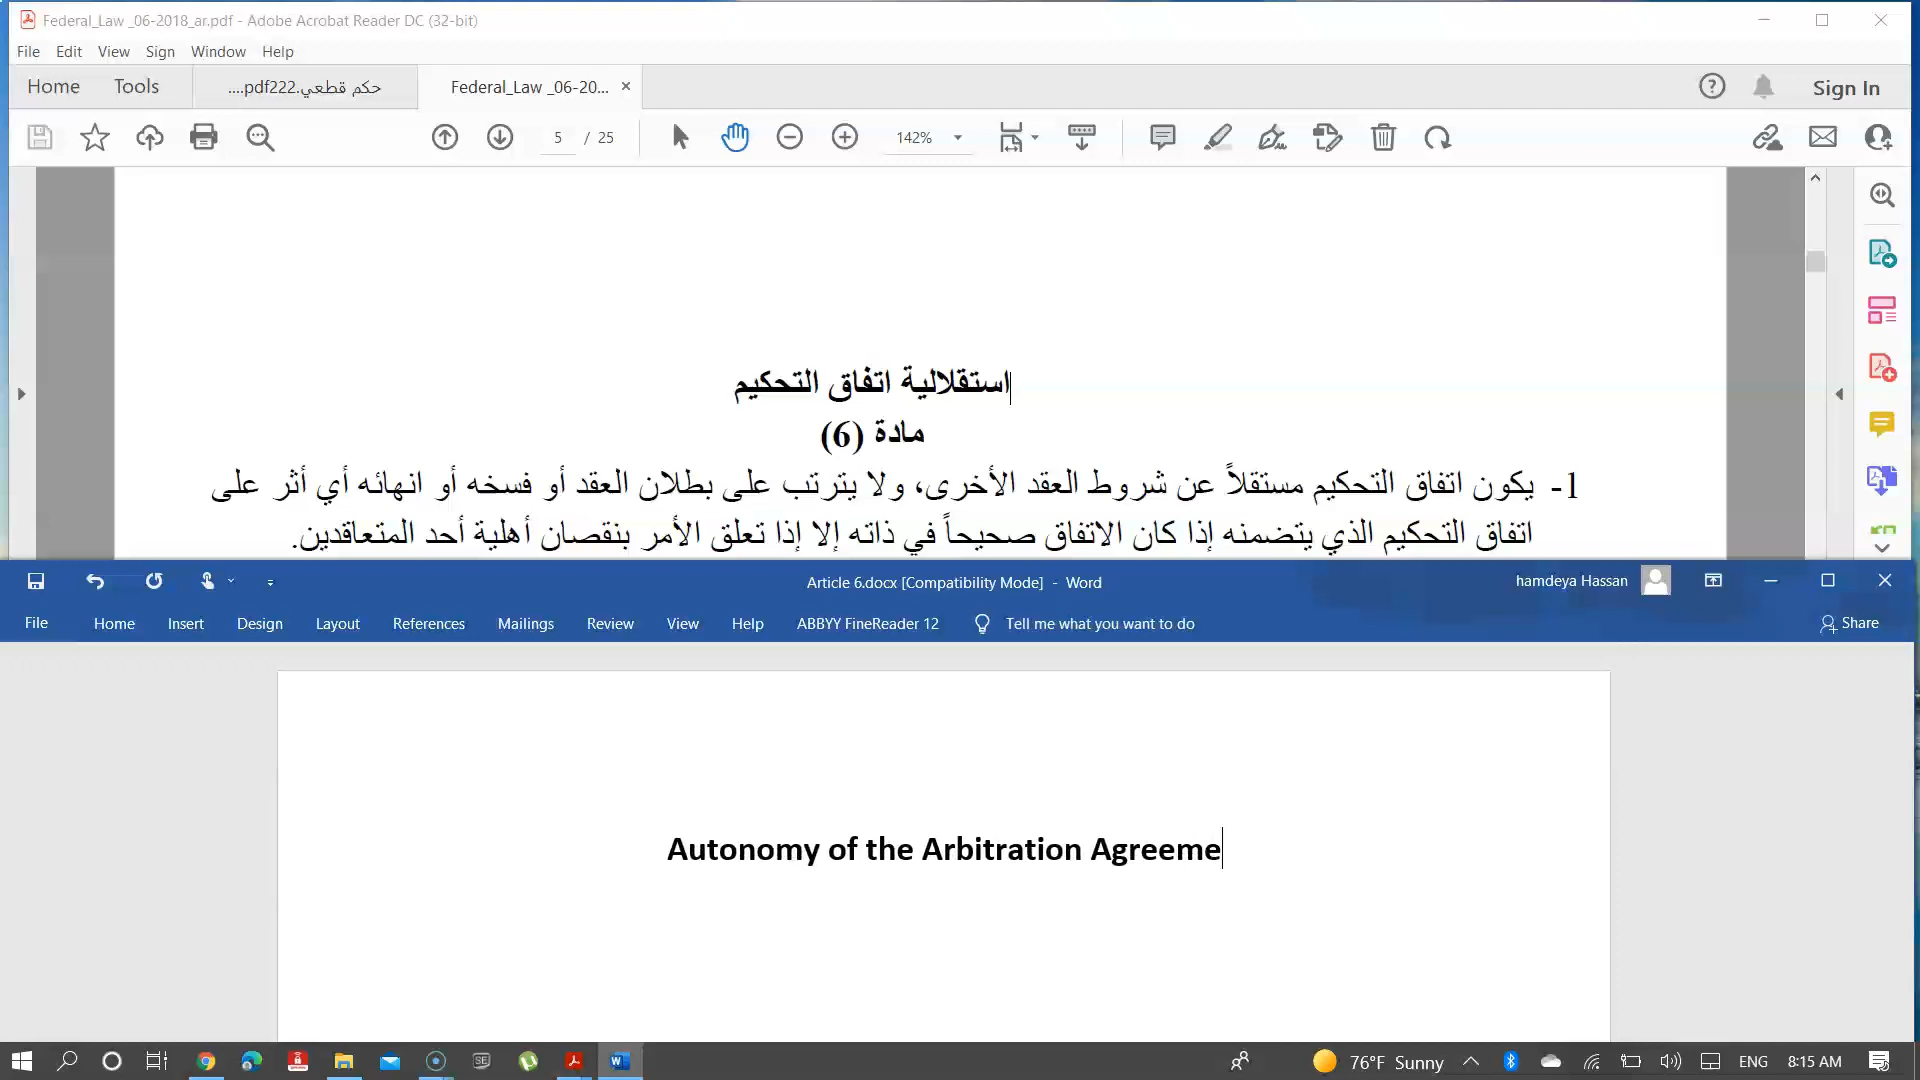 Federal_Law _06-2018_ar.pdf - Adobe Acrobat Reader DC (32-bit)
File Edit View Sign Window Help
Home Tools حكم قطعي.pdf222.... Federal_Law _06-20... × Sign In
5 / 25 142%
استقلالية اتفاق التحكيم
مادة (6)
1- يكون اتفاق التحكيم مستقلاً عن شروط العقد الأخرى، ولا يترتب على بطلان العقد أو فسخه أو انهائه أي أثر على
اتفاق التحكيم الذي يتضمنه إذا كان الاتفاق صحيحاً في ذاته إلا إذا تعلق الأمر بنقصان أهلية أحد المتعاقدين.
Article 6.docx [Compatibility Mode] - Word hamdeya Hassan
File Home Insert Design Layout References Mailings Review View Help ABBYY FineReader 12 Tell me what you want to do Share
Autonomy of the Arbitration Agreeme
SE 76°F Sunny ENG 8:15 AM